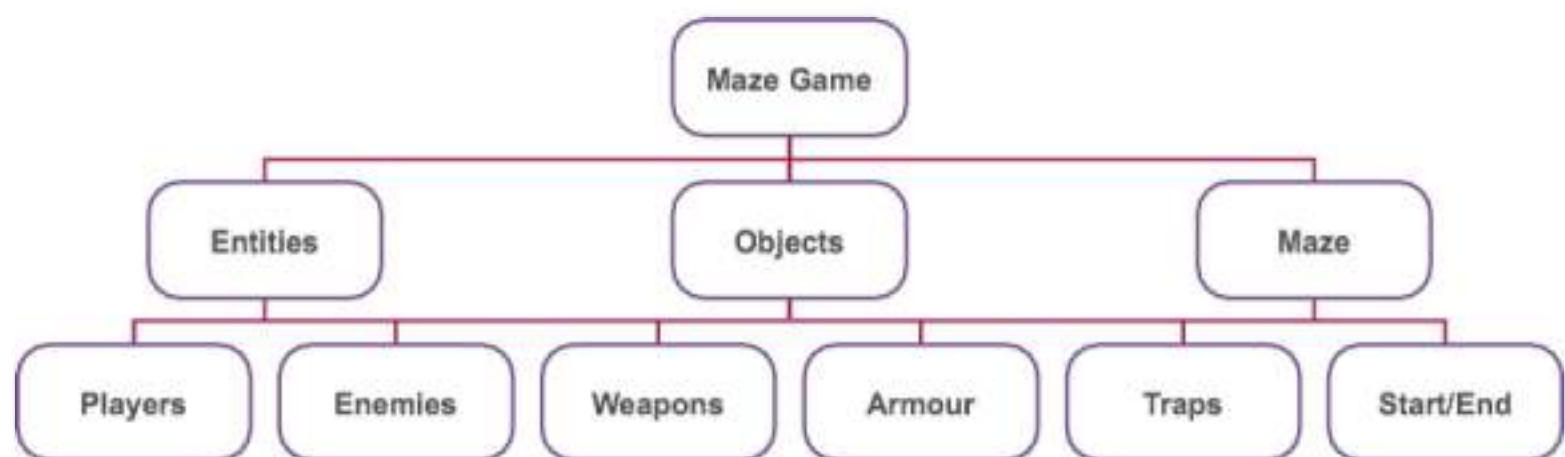 Maze Game
Entities
Objects
Maze
Players
Enemies
Weapons
Armour
Traps
Start/End